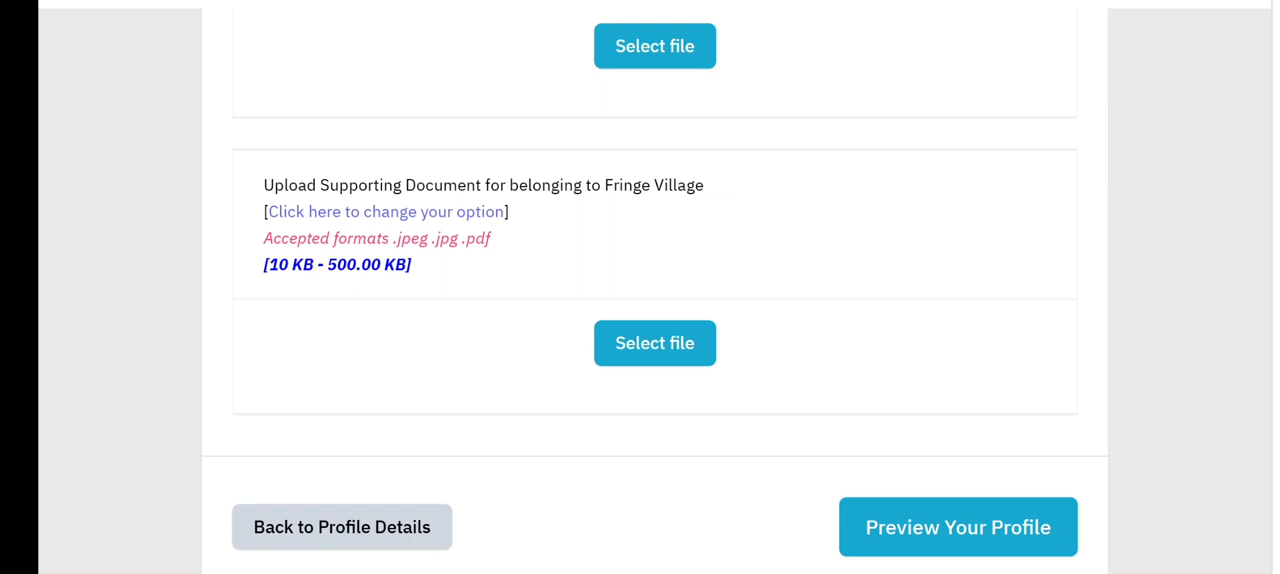 Select file
Upload Supporting Document for belonging to Fringe Village
[Click here to change your option]
Accepted formats .jpeg .jpg .pdf
[10 KB - 500.00 KB]
Select file
Back to Profile Details
Preview Your Profile